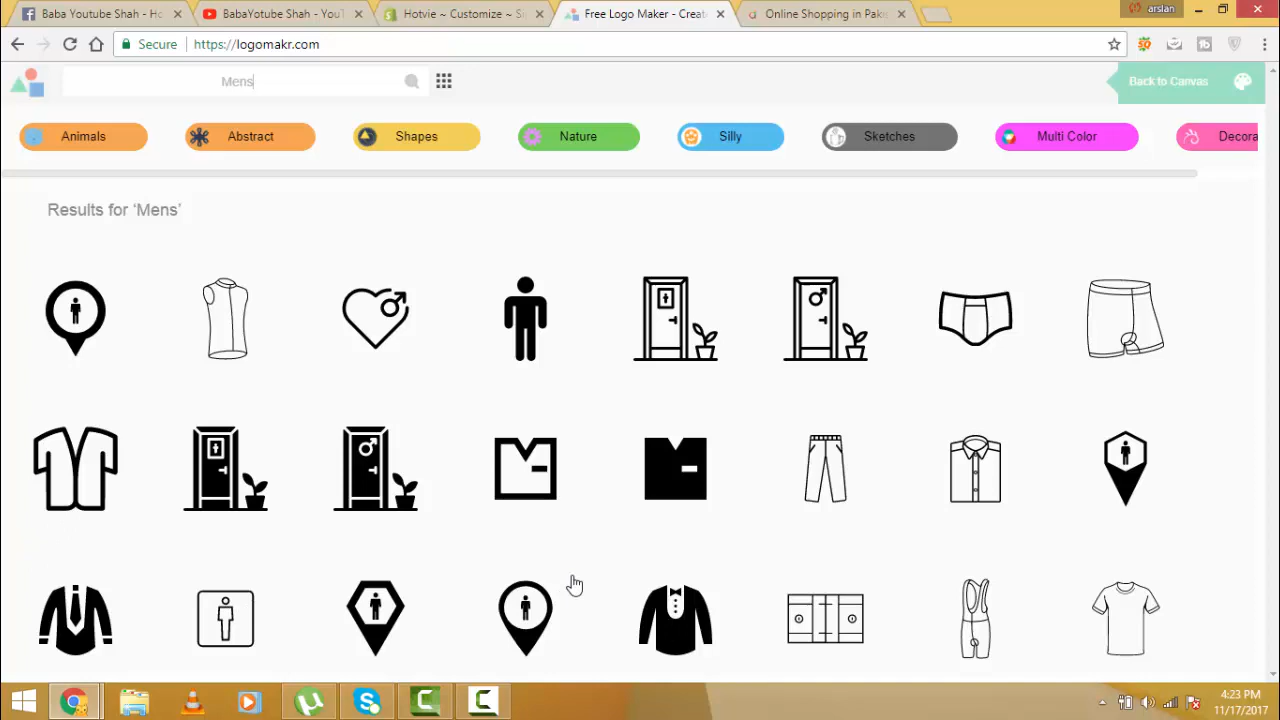 Baba Youtube Shah - Ho
BabaYotube Shah - YouT
Hotvie ~ Customize ~ S
Free Logo Maker - Creat
Online Shopping in Paki
arslan
Secure
https://logomakr.com
Mens
Back to Canvas
Animals
Abstract
Shapes
Nature
Silly
Sketches
Multi Color
Decora
Results for ‘Mens’
4:23 PM
11/17/2017